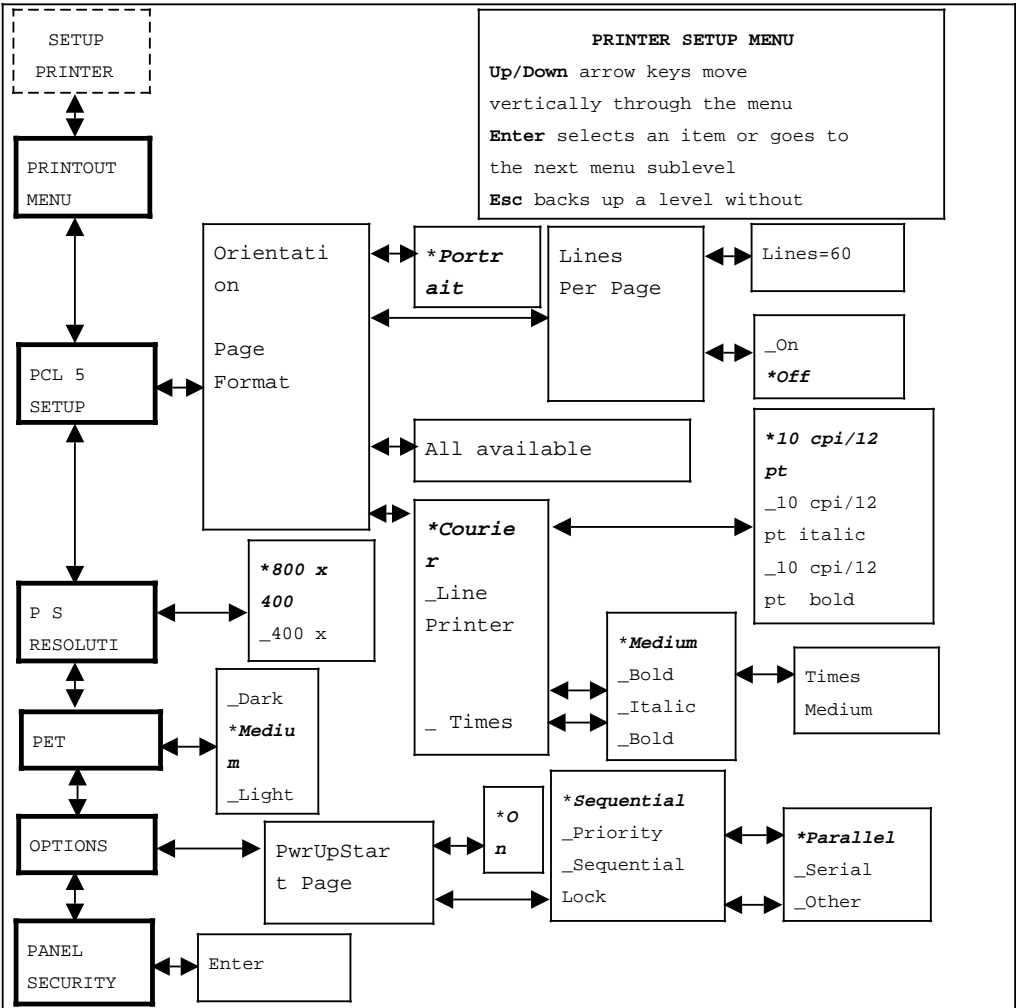 SETUP
PRINTER
PRINTER SETUP MENU
Up/Down arrow keys move
vertically through the menu
Enter selects an item or goes to
the next menu sublevel
Esc backs up a level without
PRINTOUT
MENU
PCL 5
SETUP
Orientati
on
Page
Format
*Portr
ait
Lines
Per Page
Lines=60
_On
*Off
All available
*Courie
r
_Line
Printer
_ Times
*10 cpi/12
pt
_10 cpi/12
pt italic
_10 cpi/12
pt bold
*Medium
_Bold
_Italic
_Bold
Times
Medium
P S
RESOLUTI
*800 x
400
_400 x
PET
_Dark
*Mediu
m
_Light
OPTIONS
PwrUpStar
t Page
*O
n
*Sequential
_Priority
_Sequential
Lock
*Parallel
_Serial
_Other
PANEL
SECURITY
Enter